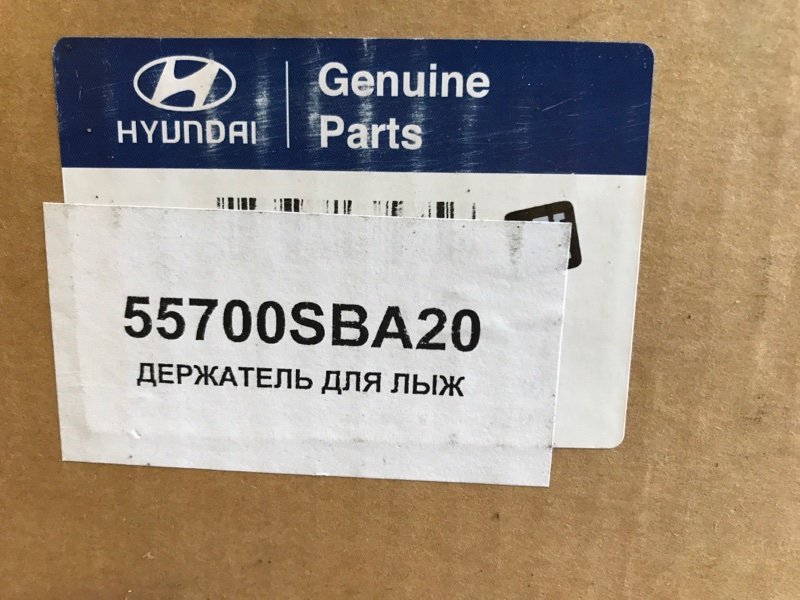 HYUNDAI
Genuine
Parts
55700SBA20
ДЕРЖАТЕЛЬ ДЛЯ ЛЫЖ